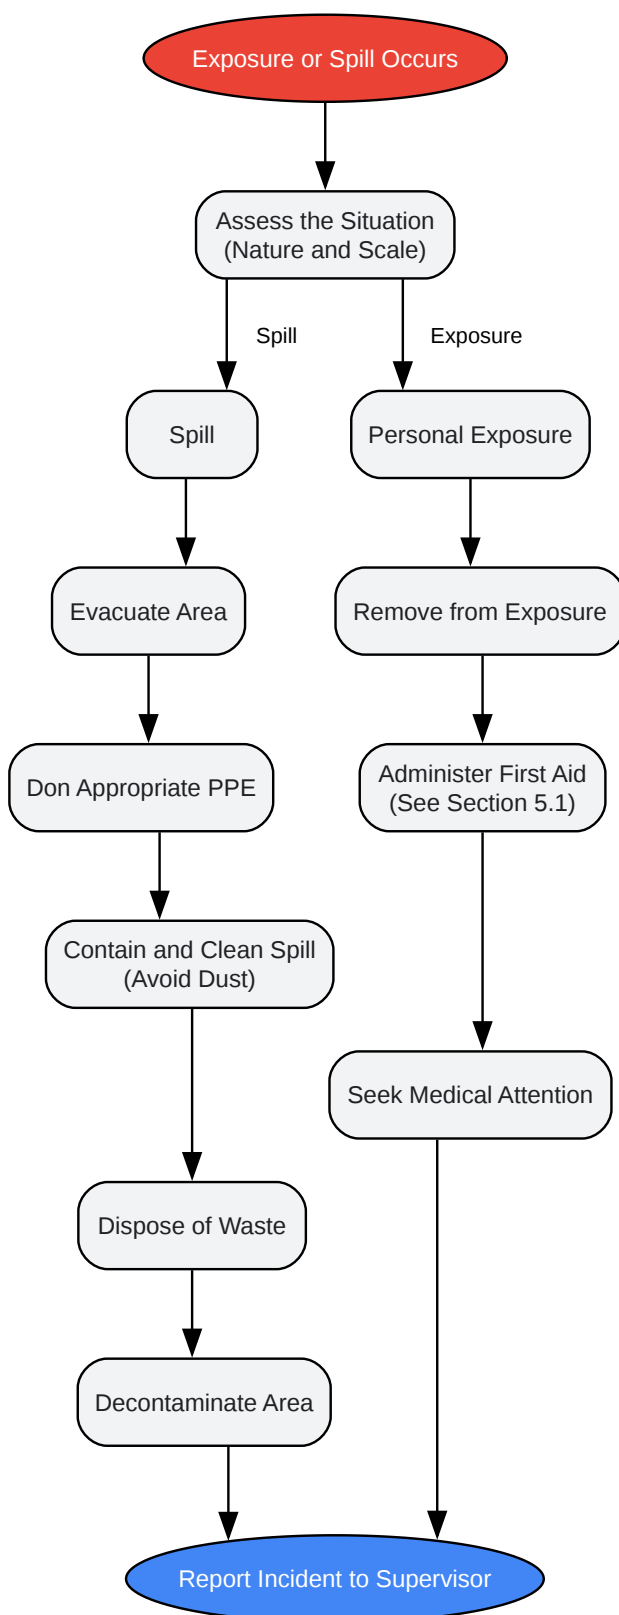 Exposure or Spill Occurs
Assess the Situation
(Nature and Scale)
Spill
Exposure
Spill
Personal Exposure
Evacuate Area
Remove from Exposure
Don Appropriate PPE
Administer First Aid
(See Section 5.1)
Contain and Clean Spill
(Avoid Dust)
Seek Medical Attention
Dispose of Waste
Decontaminate Area
Report Incident to Supervisor